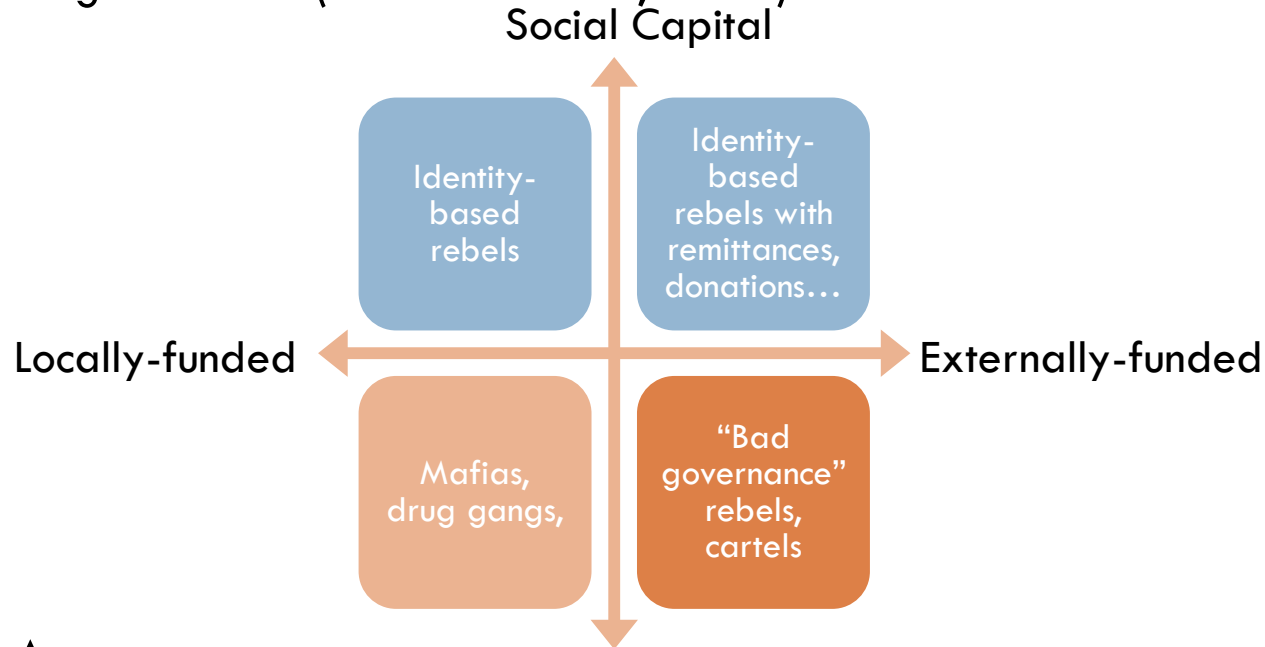 Social Capital
Identity-
based
rebels
Identity-
based
rebels with
remittances,
donations…
Locally-funded
Externally-funded
Mafias,
drug gangs,
“Bad
governance”
rebels,
cartels